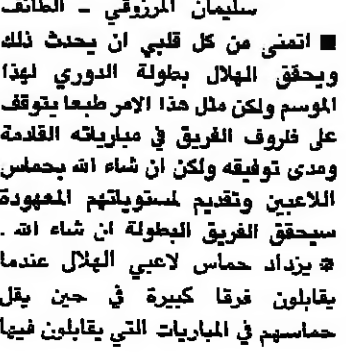 سليمان المرزوقي - الطائف
■ اتمنى من كل قلبي ان يحدث ذلك
ويحقق الهلال بطولة الدوري لهذا
الموسم ولكن مثل هذا الامر طبعا يتوقف
على ظروف الفريق في مبارياته القادمة
ومدى توفيقه ولكن ان شاء الله بحماس
اللاعبين وتقديم لمستوياتهم المعهودة
سيحقق الفريق البطولة ان شاء الله .
* يزداد حماس لاعبي الهلال عندما
يقابلون فرقا كبيرة في حين يقل
حماسهم في المباريات التي يقابلون فيها